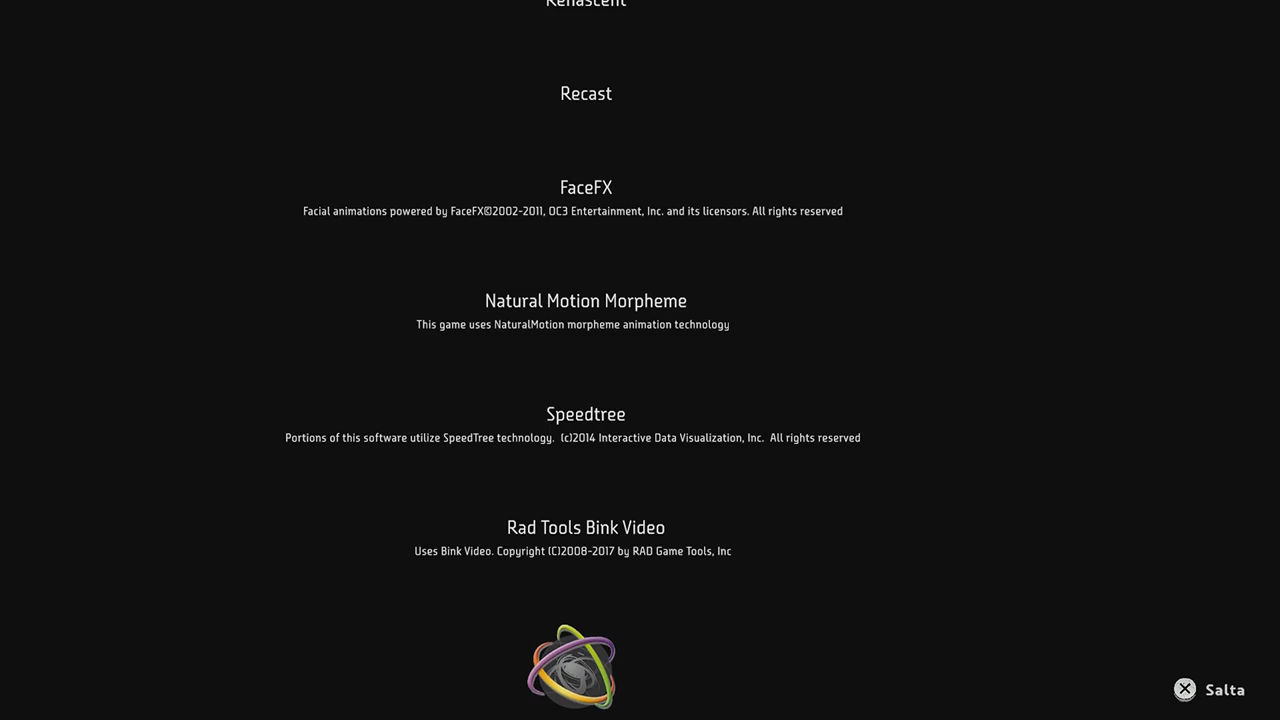 Renascent
Recast
FaceFX
Facial animations powered by FaceFX©2002-2011, OC3 Entertainment, Inc. and its licensors. All rights reserved
Natural Motion Morpheme
This game uses NaturalMotion morpheme animation technology
Speedtree
Portions of this software utilize SpeedTree technology.  (c)2014 Interactive Data Visualization, Inc.  All rights reserved
Rad Tools Bink Video
Uses Bink Video. Copyright (C)2008-2017 by RAD Game Tools, Inc
Salta